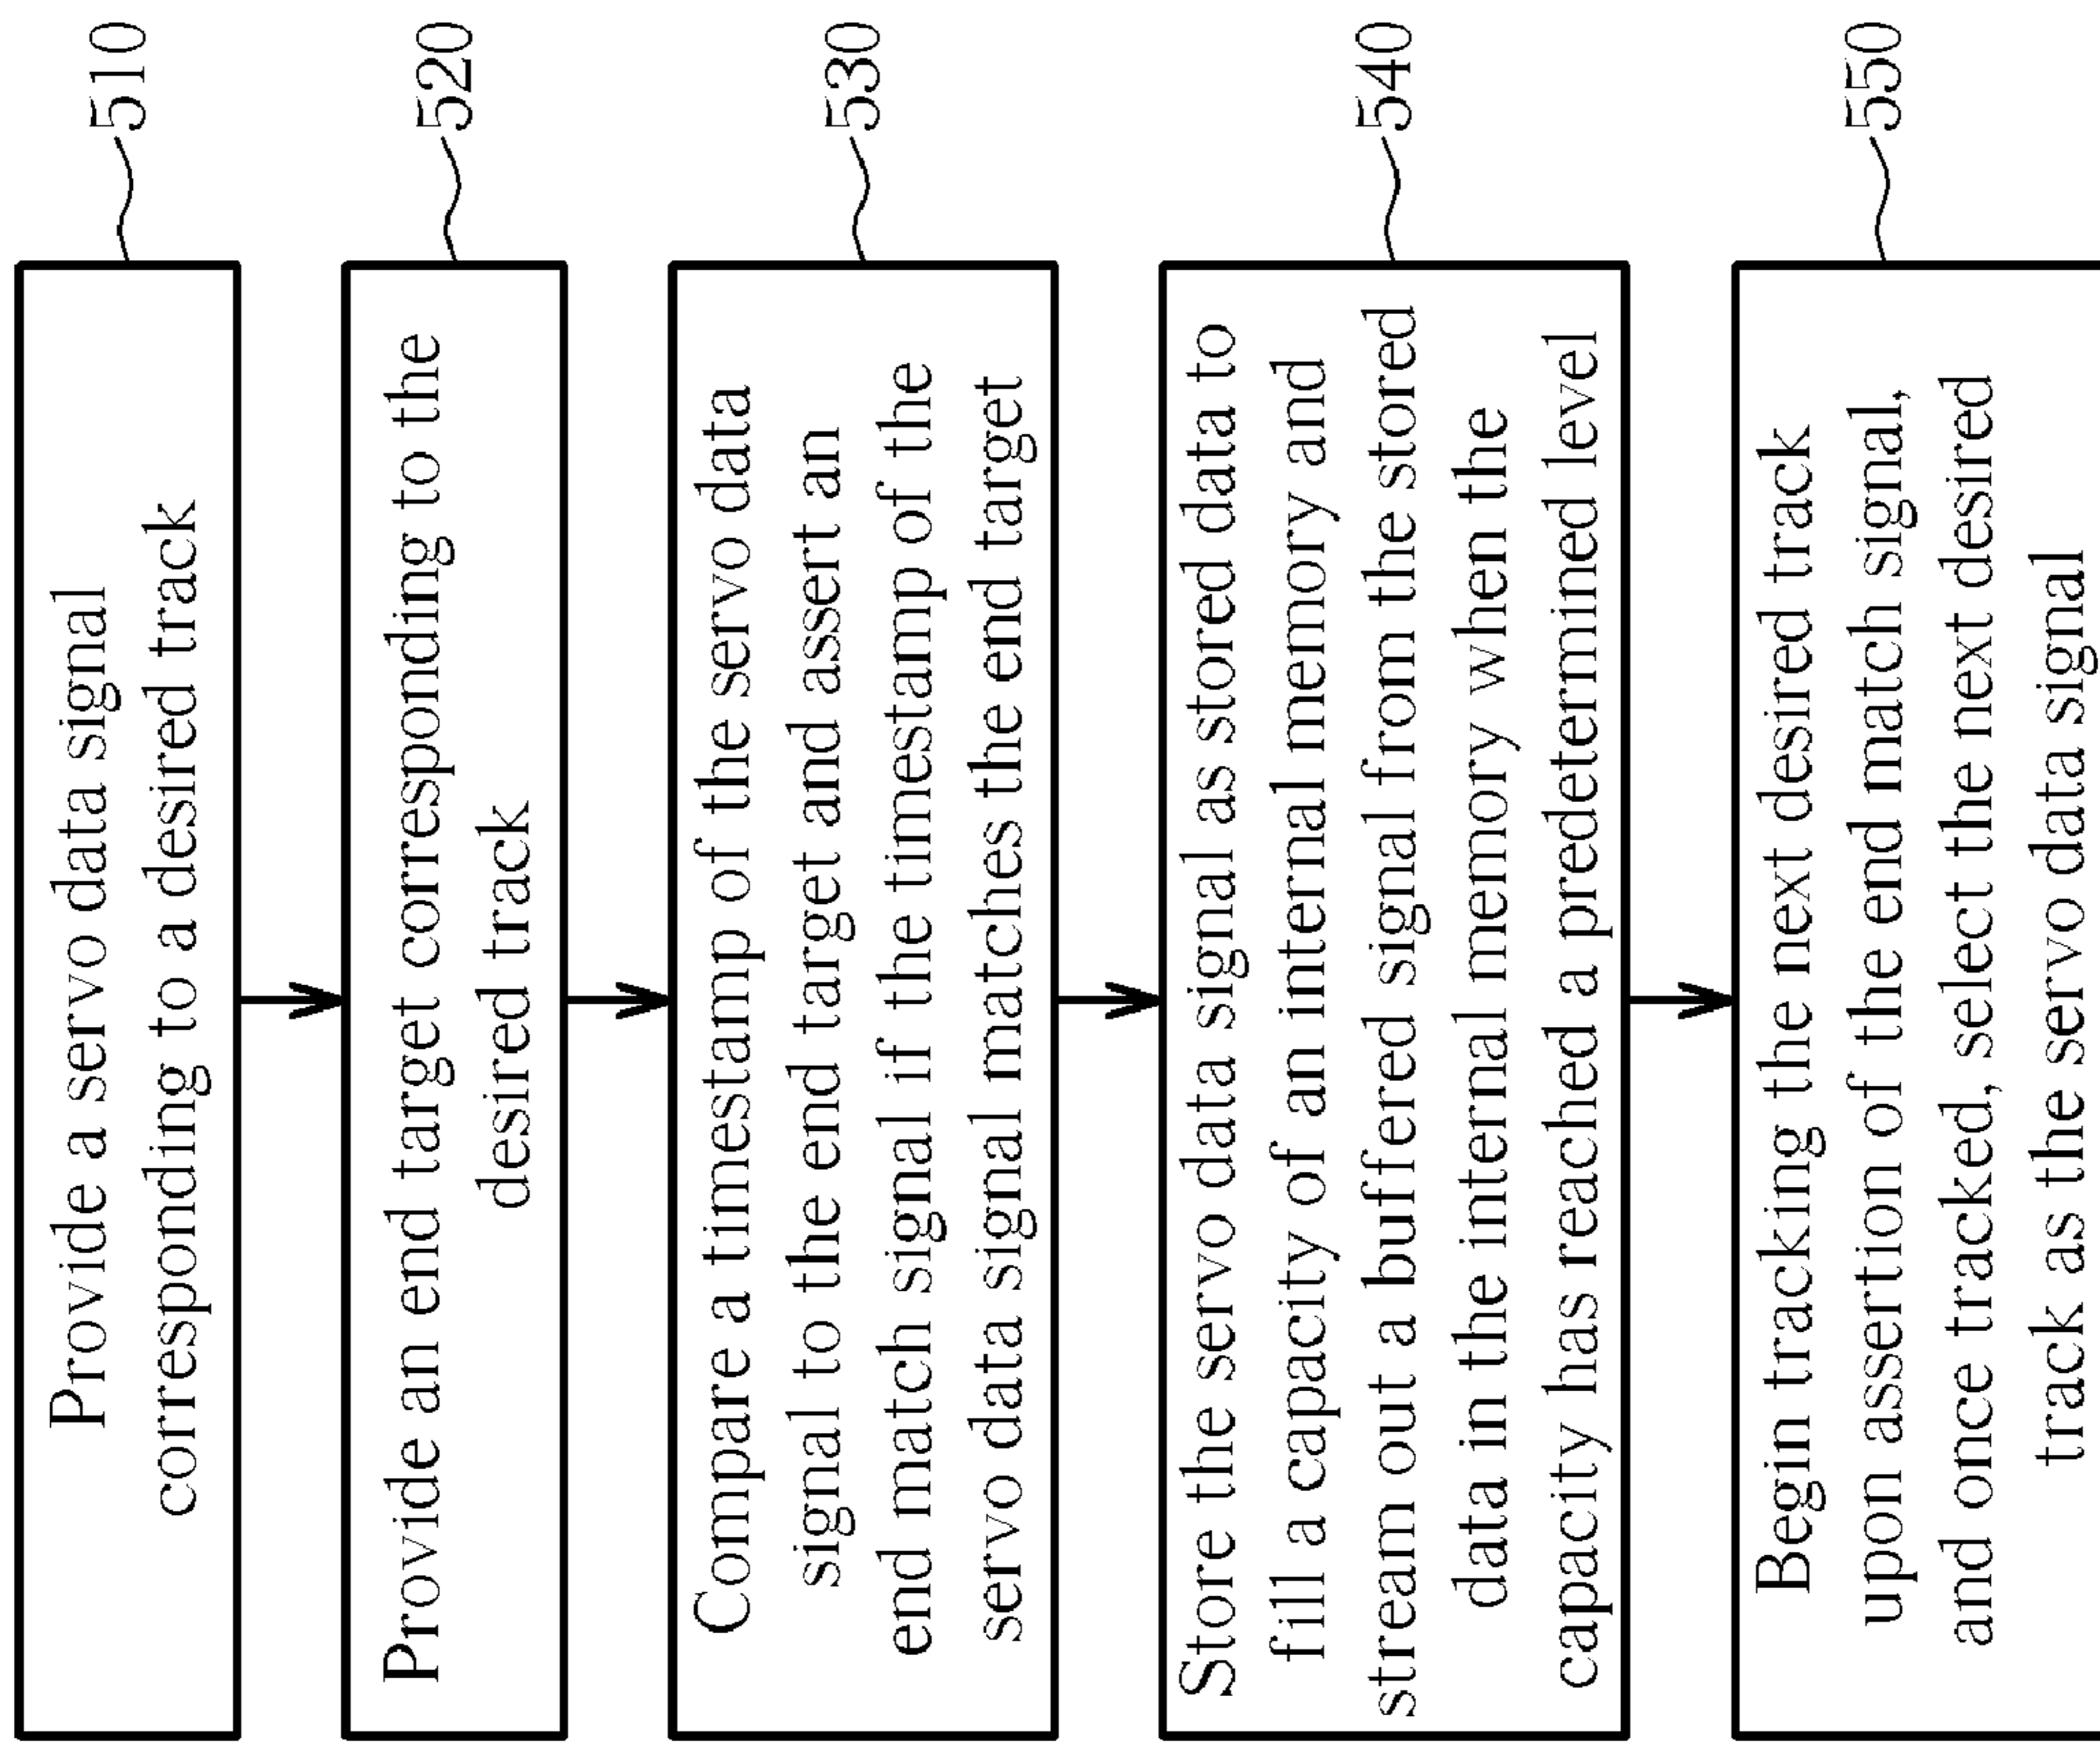 Provide a servo data signal
corresponding to a desired track
510
Provide an end target corresponding to the
desired track
520
Compare a timestamp of the servo data
signal to the end target and assert an
end match signal if the timestamp of the
servo data signal matches the end target
530
Store the servo data signal as stored data to
fill a capacity of an internal memory and
stream out a buffered signal from the stored
data in the internal memory when the
capacity has reached a predetermined level
540
Begin tracking the next desired track
upon assertion of the end match signal,
and once tracked, select the next desired
track as the servo data signal
550